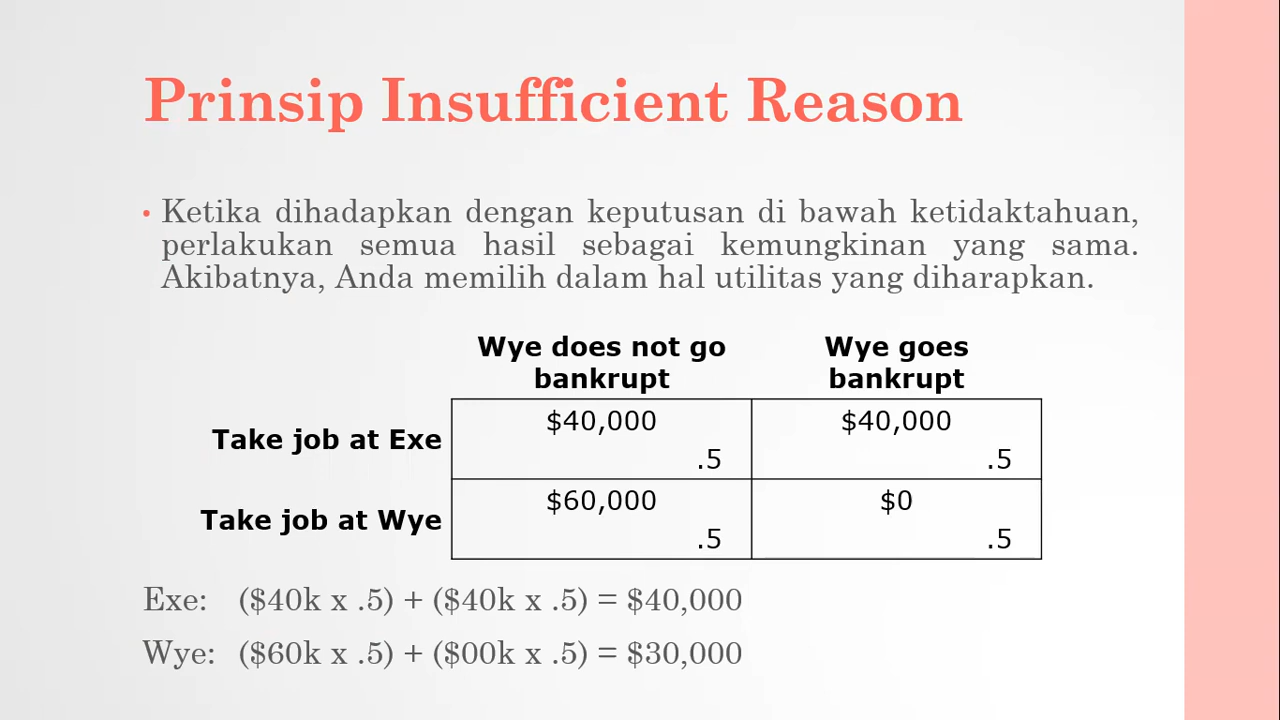 Prinsip Insufficient Reason
• Ketika dihadapkan dengan keputusan di bawah ketidaktahuan,
perlakukan semua hasil sebagai kemungkinan yang sama.
Akibatnya, Anda memilih dalam hal utilitas yang diharapkan.
Wye does not go Wye goes
bankrupt bankrupt
$40,000 $40,000
Take job at Exe
.5 .5
$60,000 $0
Take job at Wye
.5 .5
Exe: ($40k x .5) + ($40k x .5) = $40,000
Wye: ($60k x .5) + ($00k x .5) = $30,000